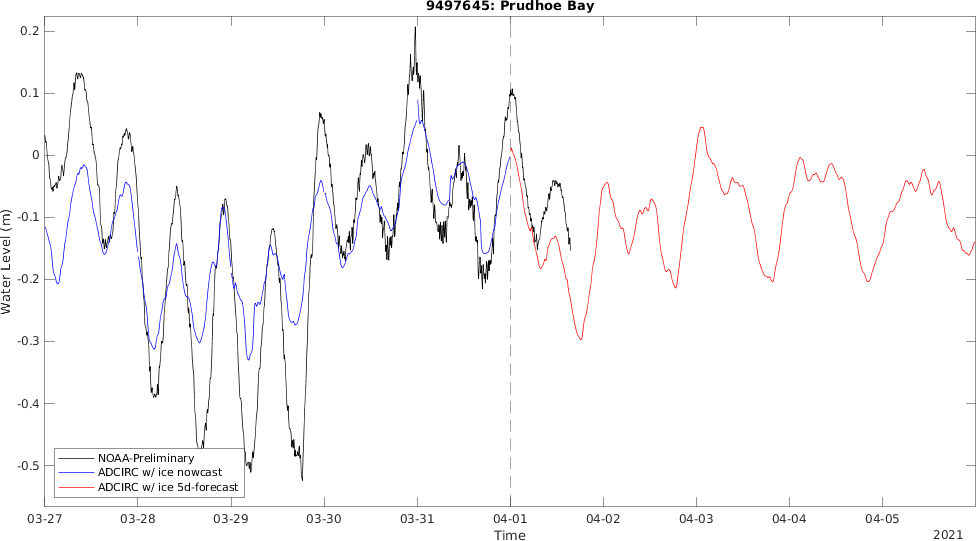 9497645: Prudhoe Bay
Water Level (m)
0.2
0.1
0
-0.1
-0.2
-0.3
-0.4
-0.5
NOAA-Preliminary
ADCIRC w/ ice nowcast
ADCIRC w/ ice 5d-forecast
03-27 03-28 03-29 03-30 03-31 04-01 04-02 04-03 04-04 04-05
Time
2021